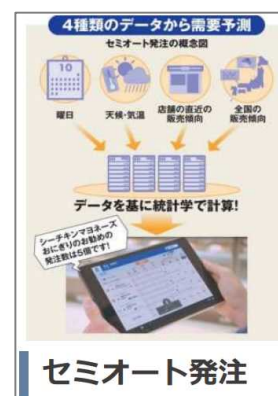 4種類のデータから需要予測
セミオート発注の概念図
10
曜日
天候・気温
店舗の直近の
販売傾向
全国の
販売傾向
データを基に統計学で計算!
シーチキンマヨネーズ
おにぎりのお勧めの
発注数は5個です!
セミオート発注